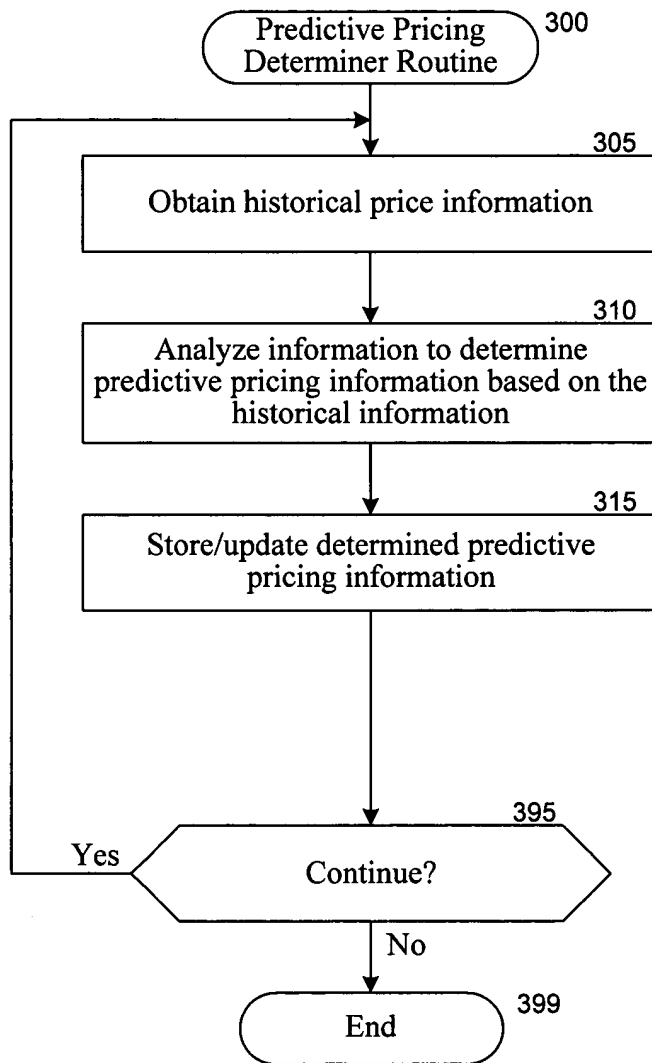 Predictive Pricing
Determiner Routine
300
305
Obtain historical price information
310
Analyze information to determine
predictive pricing information based on the
historical information
315
Store/update determined predictive
pricing information
395
Yes
Continue?
No
399
End